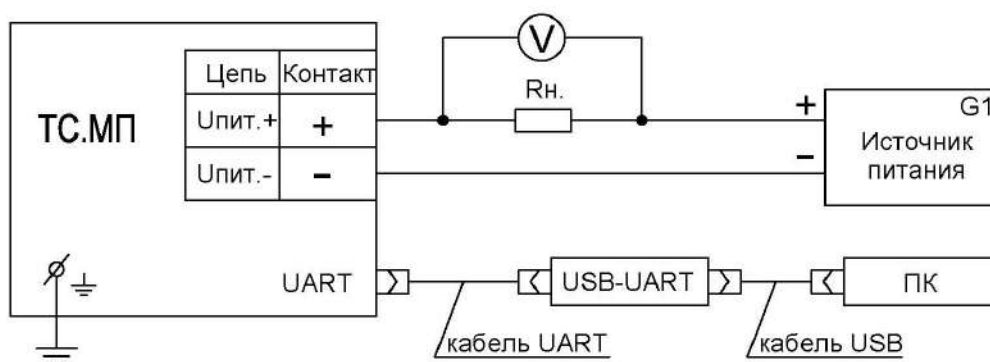 V
Цепь Контакт
Rн.
ТС.МП
Uпит.+ +
Uпит.- −
+ G1
− Источник
питания
UART USB-UART ПК
кабель UART кабель USB